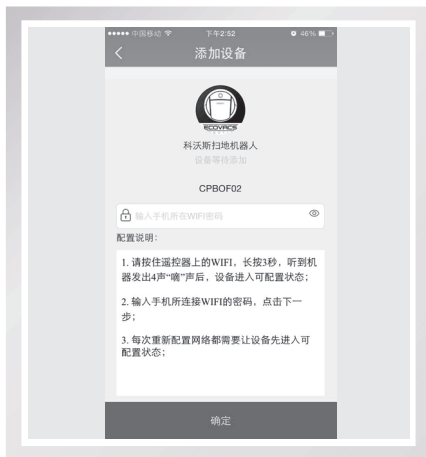 中国移动 下午2:52 46%
添加设备
ECOVACS
科沃斯扫地机器人
设备等待添加
CPBOF02
输入手机所在WIFI密码
配置说明：
1. 请按住遥控器上的WIFI，长按3秒，听到机
器发出4声“嘀”声后，设备进入可配置状态；
2. 输入手机所连接WIFI的密码，点击下一
步；
3. 每次重新配置网络都需要让设备先进入可
配置状态；
确定